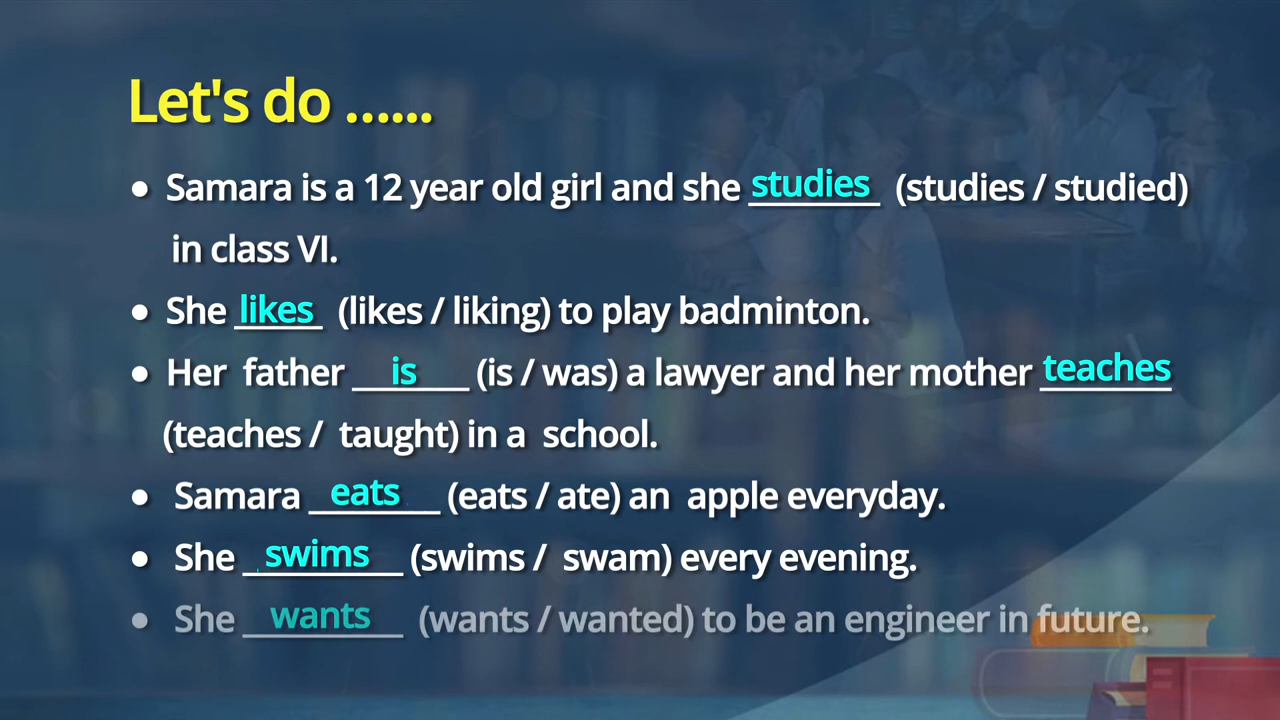 Let's do ......
● Samara is a 12 year old girl and she studies (studies / studied)
in class VI.
● She likes (likes / liking) to play badminton.
● Her father is (is / was) a lawyer and her mother teaches
(teaches / taught) in a school.
● Samara eats (eats / ate) an apple everyday.
● She swims (swims / swam) every evening.
● She wants (wants / wanted) to be an engineer in future.